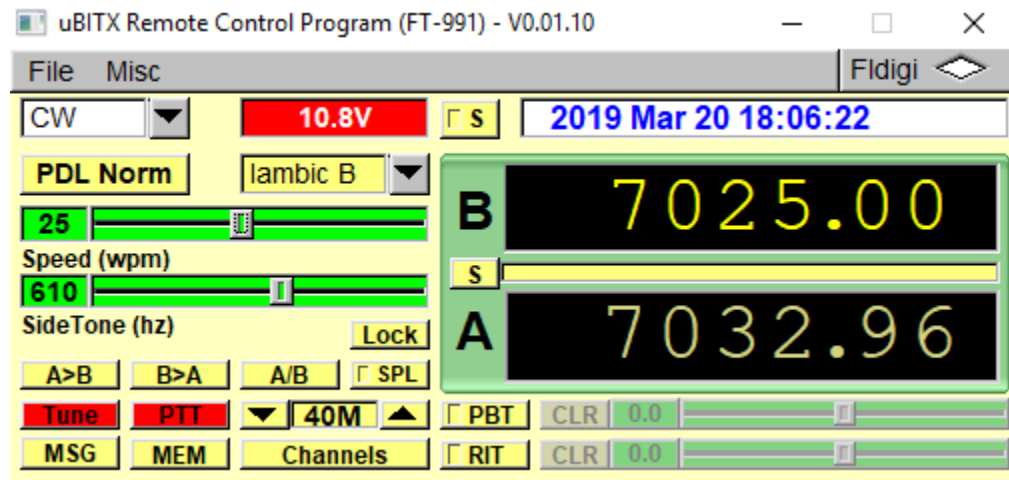 uBITX Remote Control Program (FT-991) - V0.01.10
File Misc Fldigi
CW 10.8V S 2019 Mar 20 18:06:22
PDL Norm Iambic B
B 7025.00
25
Speed (wpm)
S
610
SideTone (hz)
Lock
A 7032.96
A>B B>A A/B SPL
Tune PTT 40M PBT CLR 0.0
MSG MEM Channels RIT CLR 0.0